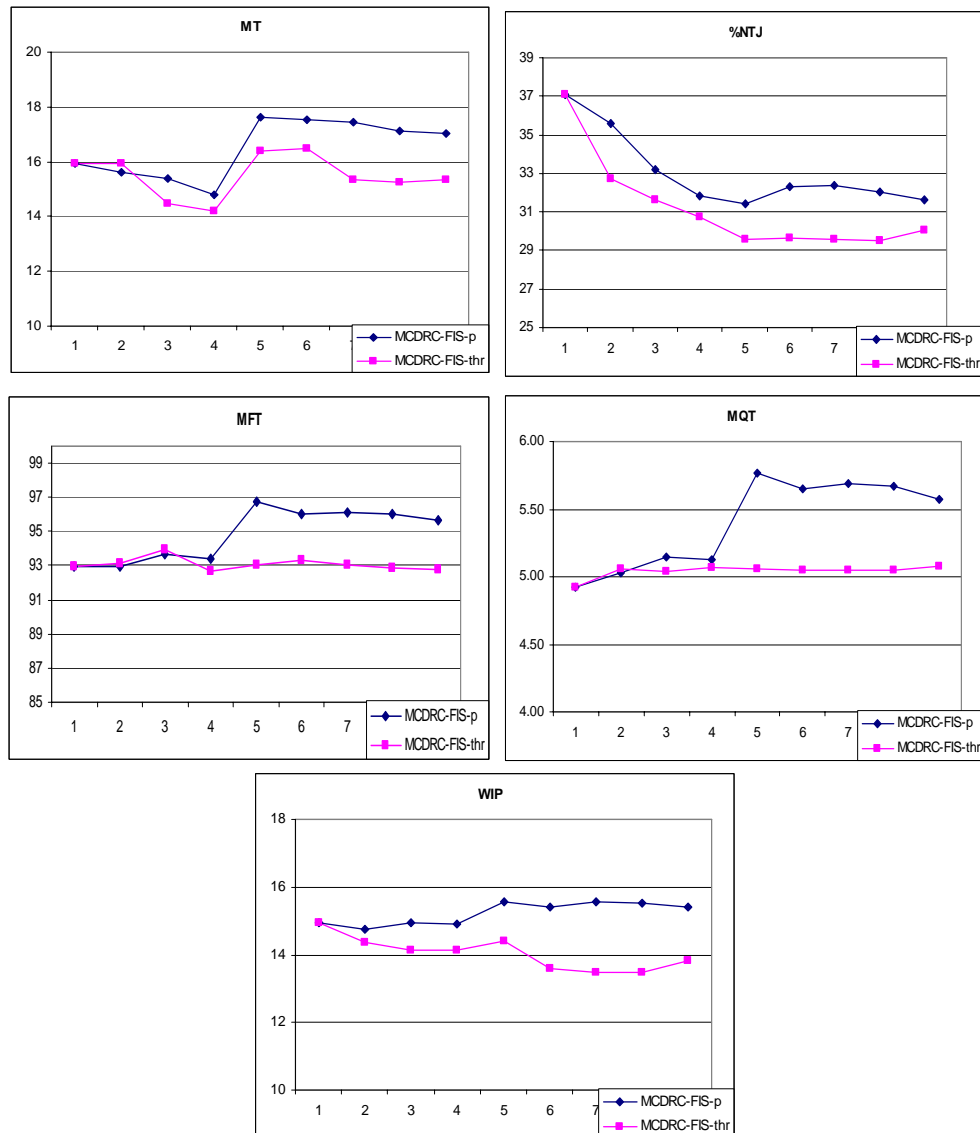 MT
20
18
16
14
12
10
1 2 3 4 5 6
MCDRC-FIS-p
MCDRC-FIS-thr
%NTJ
39
37
35
33
31
29
27
25
1 2 3 4 5 6 7
MCDRC-FIS-p
MCDRC-FIS-thr
MFT
99
97
95
93
91
89
87
85
1 2 3 4 5 6 7
MCDRC-FIS-p
MCDRC-FIS-thr
MQT
6.00
5.50
5.00
4.50
4.00
1 2 3 4 5 6 7
MCDRC-FIS-p
MCDRC-FIS-thr
WIP
18
16
14
12
10
1 2 3 4 5 6
MCDRC-FIS-p
MCDRC-FIS-thr